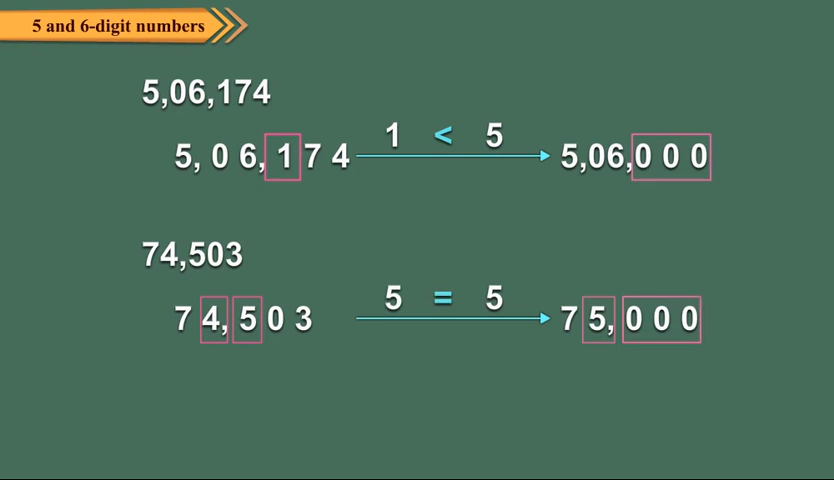 5 and 6-digit numbers
5,06,174
5, 0 6, 1 7 4 1 < 5 5,06,0 0 0
74,503
7 4, 5 0 3 5 = 5 7 5, 0 0 0